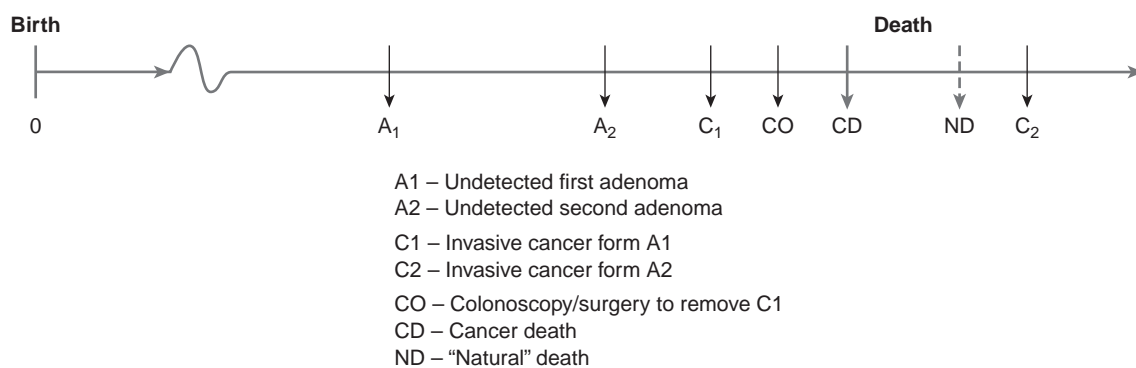 Birth Death
0 A1 A2 C1 CO CD ND C2
A1 – Undetected first adenoma
A2 – Undetected second adenoma
C1 – Invasive cancer form A1
C2 – Invasive cancer form A2
CO – Colonoscopy/surgery to remove C1
CD – Cancer death
ND – “Natural” death